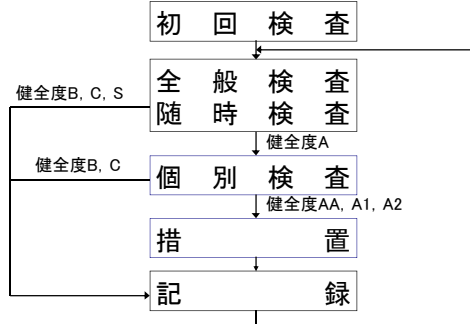 初回検査
健全度B, C, S
全般検査
随時検査
健全度A
健全度B, C
個別検査
健全度AA, A1, A2
措置
記録